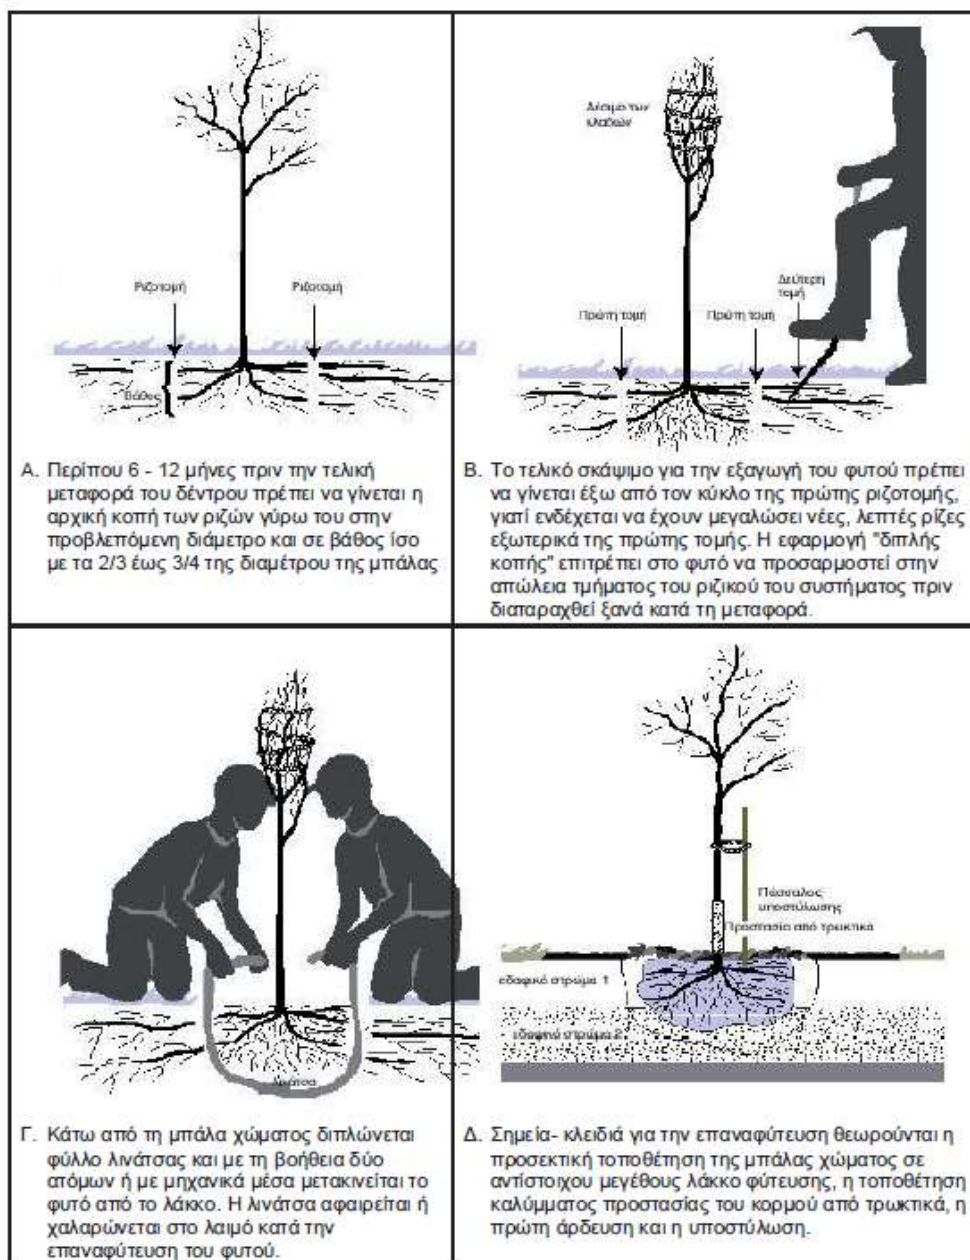 Ριζοτομή
Ριζοτομή
Βάθος
Α. Περίπου 6 - 12 μήνες πριν την τελική
μεταφορά του δέντρου πρέπει να γίνεται η
αρχική κοπή των ριζών γύρω του στην
προβλεπόμενη διάμετρο και σε βάθος ίσο
με τα 2/3 έως 3/4 της διαμέτρου της μπάλας
Δέσιμο των
κλαδιών
Δεύτερη
τομή
Πρώτη τομή
Πρώτη τομή
Β. Το τελικό σκάψιμο για την εξαγωγή του φυτού πρέπει
να γίνεται έξω από τον κύκλο της πρώτης ριζοτομής,
γιατί ενδέχεται να έχουν μεγαλώσει νέες, λεπτές ρίζες
εξωτερικά της πρώτης τομής. Η εφαρμογή "διπλής
κοπής" επιτρέπει στο φυτό να προσαρμοστεί στην
απώλεια τμήματος του ριζικού του συστήματος πριν
διαταραχθεί ξανά κατά τη μεταφορά.
Λινάτσα
Γ. Κάτω από τη μπάλα χώματος διπλώνεται
φύλλο λινάτσας και με τη βοήθεια δύο
ατόμων ή με μηχανικά μέσα μετακινείται το
φυτό από το λάκκο. Η λινάτσα αφαιρείται ή
χαλαρώνεται στο λαιμό κατά την
επαναφύτευση του φυτού.
Πάσσαλος
υποστύλωσης
Προστασία από τρωκτικά
εδαφικό στρώμα 1
εδαφικό στρώμα 2
Δ. Σημεία- κλειδιά για την επαναφύτευση θεωρούνται η
προσεκτική τοποθέτηση της μπάλας χώματος σε
αντίστοιχου μεγέθους λάκκο φύτευσης, η τοποθέτηση
καλύμματος προστασίας του κορμού από τρωκτικά, η
πρώτη άρδευση και η υποστύλωση.